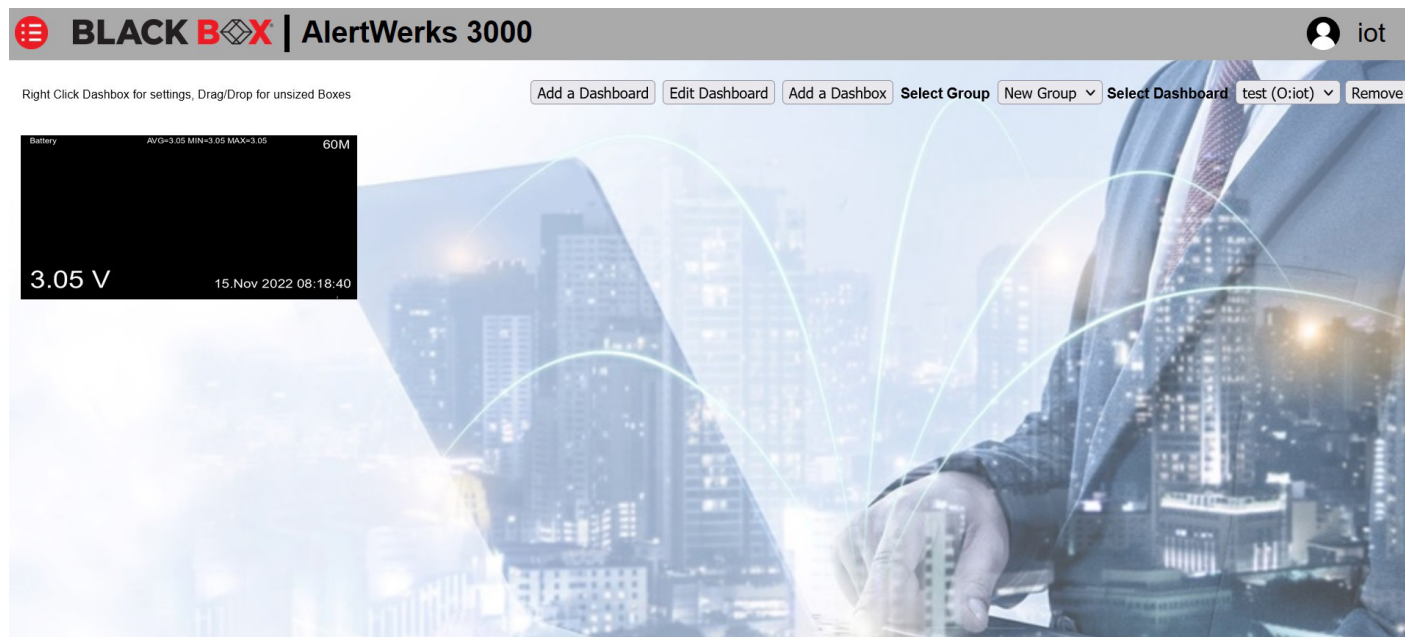 BLACK BOX | AlertWerks 3000
iot
Right Click Dashbox for settings, Drag/Drop for unsized Boxes
Add a Dashboard Edit Dashboard Add a Dashbox Select Group New Group Select Dashboard test (O:iot) Remove
Battery AVG=3.05 MIN=3.05 MAX=3.05 60M
3.05 V 15.Nov 2022 08:18:40